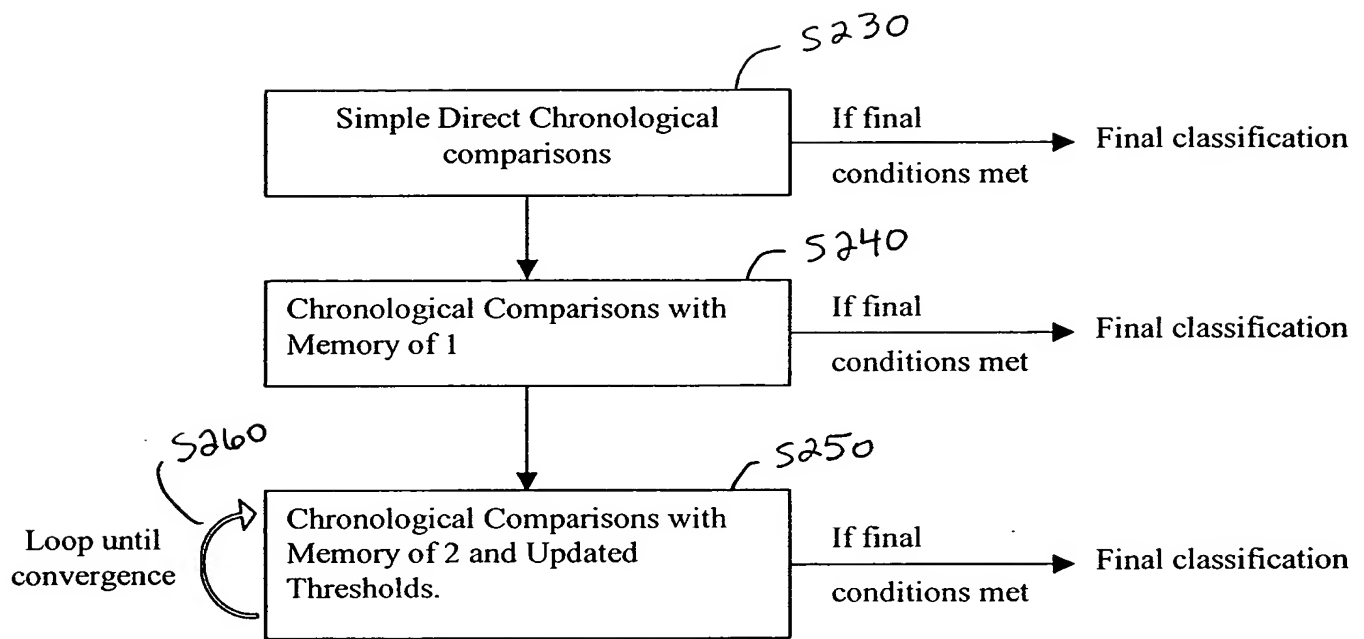 S230
Simple Direct Chronological
comparisons
If final
conditions met
Final classification
S240
Chronological Comparisons with
Memory of 1
If final
conditions met
Final classification
S260
Loop until
convergence
S250
Chronological Comparisons with
Memory of 2 and Updated
Thresholds.
If final
conditions met
Final classification